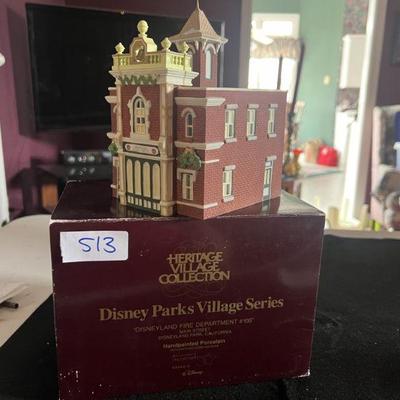 513
HERITAGE
VILLAGE
COLLECTION
Disney Parks Village Series
"DISNEYLAND FIRE DEPARTMENT #105"
MAIN STREET
DISNEYLAND PARK, CALIFORNIA
Handpainted Porcelain
© Disney